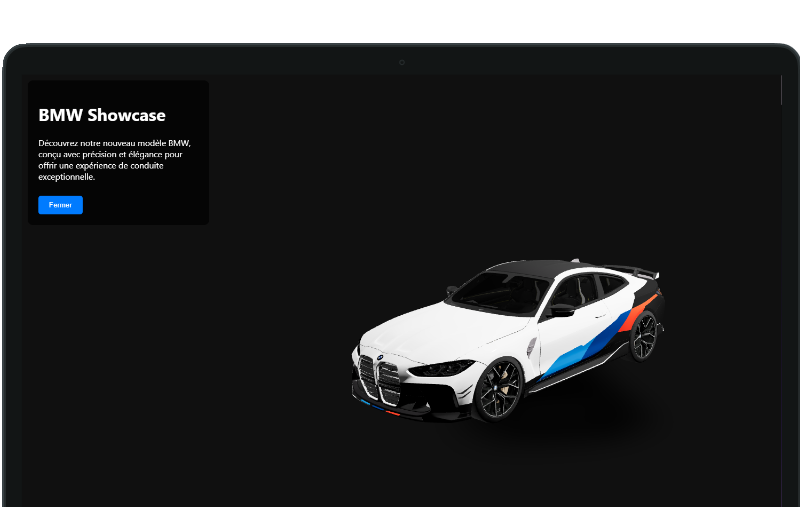 BMW Showcase
Découvrez notre nouveau modèle BMW,
conçu avec précision et élégance pour
offrir une expérience de conduite
exceptionnelle.
Fermer